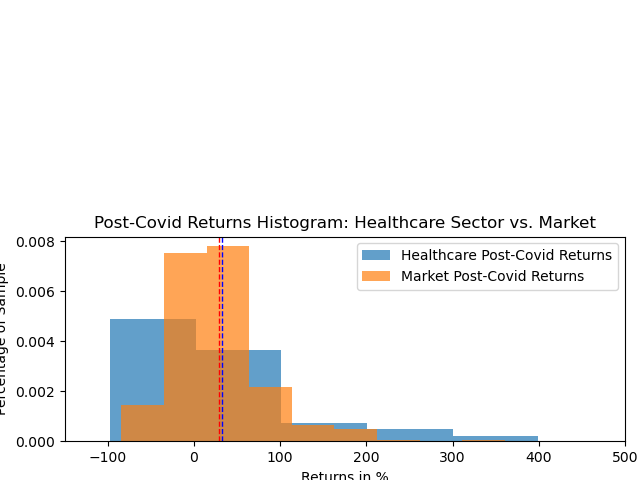 Post-Covid Returns Histogram: Healthcare Sector vs. Market
0.008
0.006
0.004
0.002
0.000
Percentage of Sample
Healthcare Post-Covid Returns
Market Post-Covid Returns
−100 0 100 200 300 400 500
Returns in %